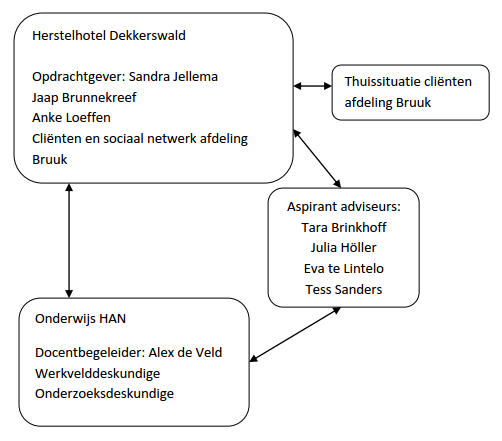 Herstelhotel Dekkerswald
Opdrachtgever: Sandra Jellema
Jaap Brunnekreef
Anke Loeffen
Cliënten en sociaal netwerk afdeling
Bruuk
Thuissituatie cliënten
afdeling Bruuk
Aspirant adviseurs:
Tara Brinkhoff
Julia Höller
Eva te Lintelo
Tess Sanders
Onderwijs HAN
Docentbegeleider: Alex de Veld
Werkvelddeskundige
Onderzoeksdeskundige